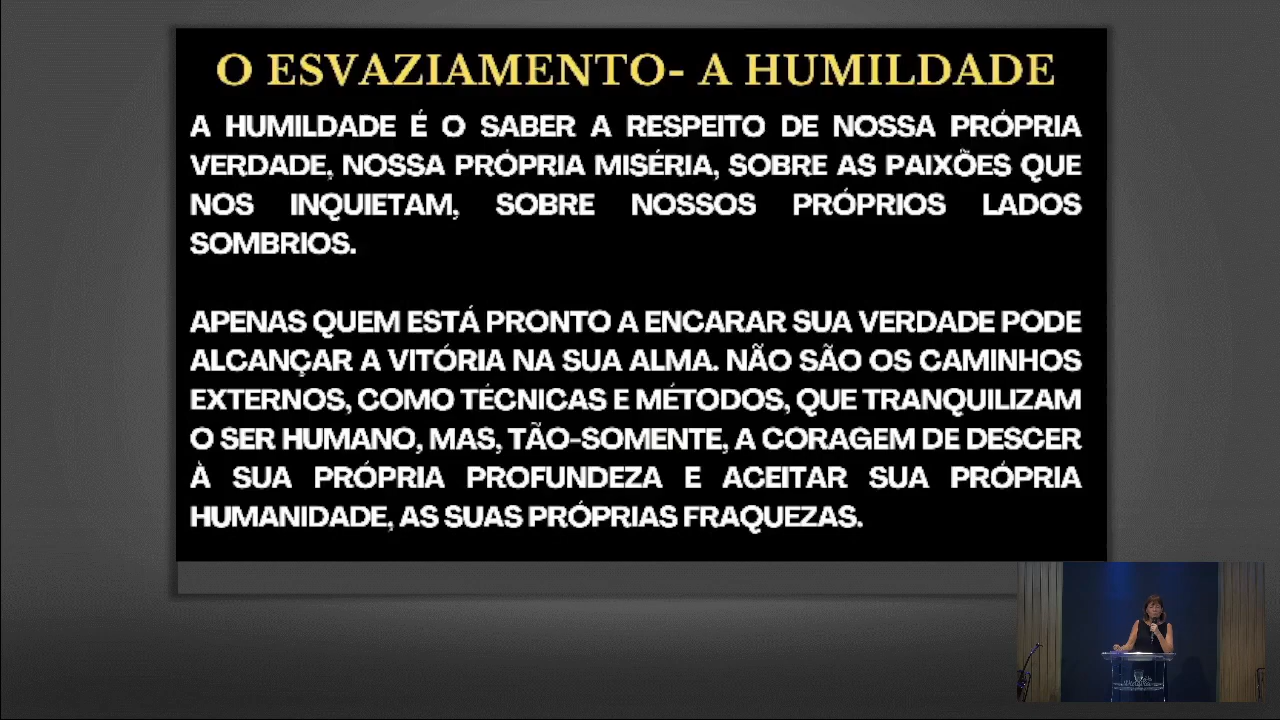 O ESVAZIAMENTO- A HUMILDADE
A HUMILDADE É O SABER A RESPEITO DE NOSSA PRÓPRIA
VERDADE, NOSSA PRÓPRIA MISÉRIA, SOBRE AS PAIXÕES QUE
NOS INQUIETAM, SOBRE NOSSOS PRÓPRIOS LADOS
SOMBRIOS.
APENAS QUEM ESTÁ PRONTO A ENCARAR SUA VERDADE PODE
ALCANÇAR A VITÓRIA NA SUA ALMA. NÃO SÃO OS CAMINHOS
EXTERNOS, COMO TÉCNICAS E MÉTODOS, QUE TRANQUILIZAM
O SER HUMANO, MAS, TÃO-SOMENTE, A CORAGEM DE DESCER
À SUA PRÓPRIA PROFUNDEZA E ACEITAR SUA PRÓPRIA
HUMANIDADE, AS SUAS PRÓPRIAS FRAQUEZAS.